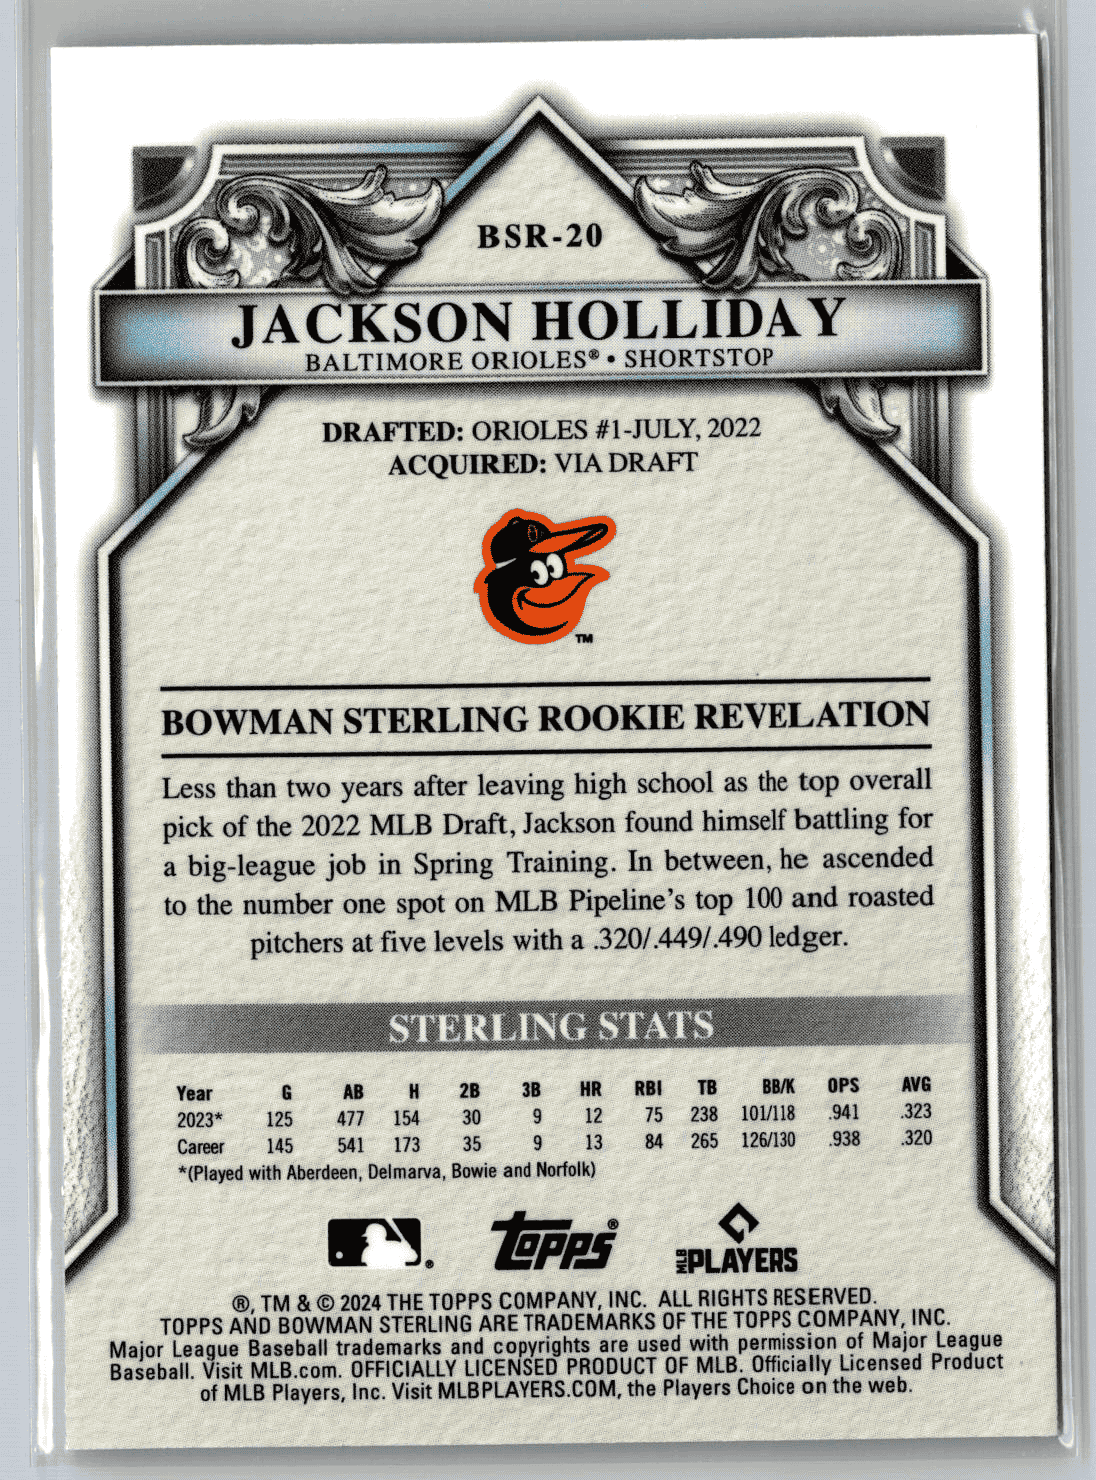 BSR-20
JACKSON HOLLIDAY
BALTIMORE ORIOLES® • SHORTSTOP
DRAFTED: ORIOLES #1-JULY, 2022
ACQUIRED: VIA DRAFT
TM
BOWMAN STERLING ROOKIE REVELATION
Less than two years after leaving high school as the top overall
pick of the 2022 MLB Draft, Jackson found himself battling for
a big-league job in Spring Training. In between, he ascended
to the number one spot on MLB Pipeline's top 100 and roasted
pitchers at five levels with a .320/.449/.490 ledger.
STERLING STATS
Year G AB H 2B 3B HR RBI TB BB/K OPS AVG
2023* 125 477 154 30 9 12 75 238 101/118 .941 .323
Career 145 541 173 35 9 13 84 265 126/130 .938 .320
*(Played with Aberdeen, Delmarva, Bowie and Norfolk)
® Topps® MLB PLAYERS
®, TM & © 2024 THE TOPPS COMPANY, INC. ALL RIGHTS RESERVED.
TOPPS AND BOWMAN STERLING ARE TRADEMARKS OF THE TOPPS COMPANY, INC.
Major League Baseball trademarks and copyrights are used with permission of Major League
Baseball. Visit MLB.com. OFFICIALLY LICENSED PRODUCT OF MLB. Officially Licensed Product
of MLB Players, Inc. Visit MLBPLAYERS.COM, the Players Choice on the web.